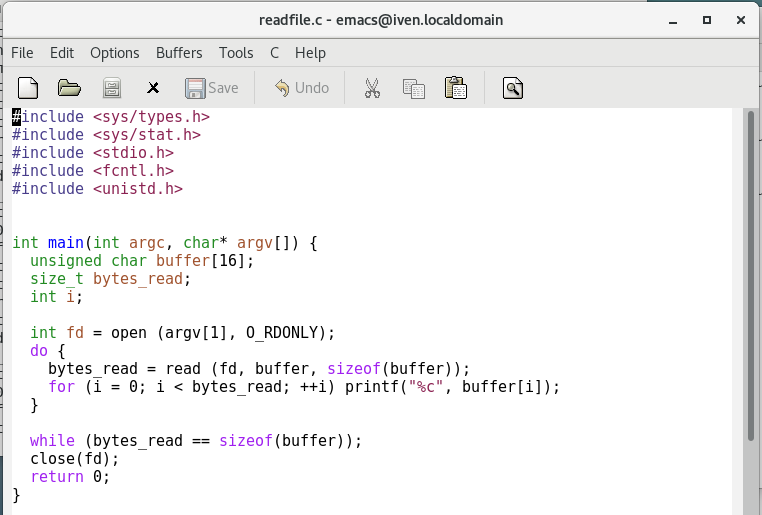 readfile.c - emacs@iven.localdomain
File Edit Options Buffers Tools C Help
Save Undo
#include <sys/types.h>
#include <sys/stat.h>
#include <stdio.h>
#include <fcntl.h>
#include <unistd.h>
int main(int argc, char* argv[]) {
  unsigned char buffer[16];
  size_t bytes_read;
  int i;
  int fd = open (argv[1], O_RDONLY);
  do {
    bytes_read = read (fd, buffer, sizeof(buffer));
    for (i = 0; i < bytes_read; ++i) printf("%c", buffer[i]);
  }
  while (bytes_read == sizeof(buffer));
  close(fd);
  return 0;
}